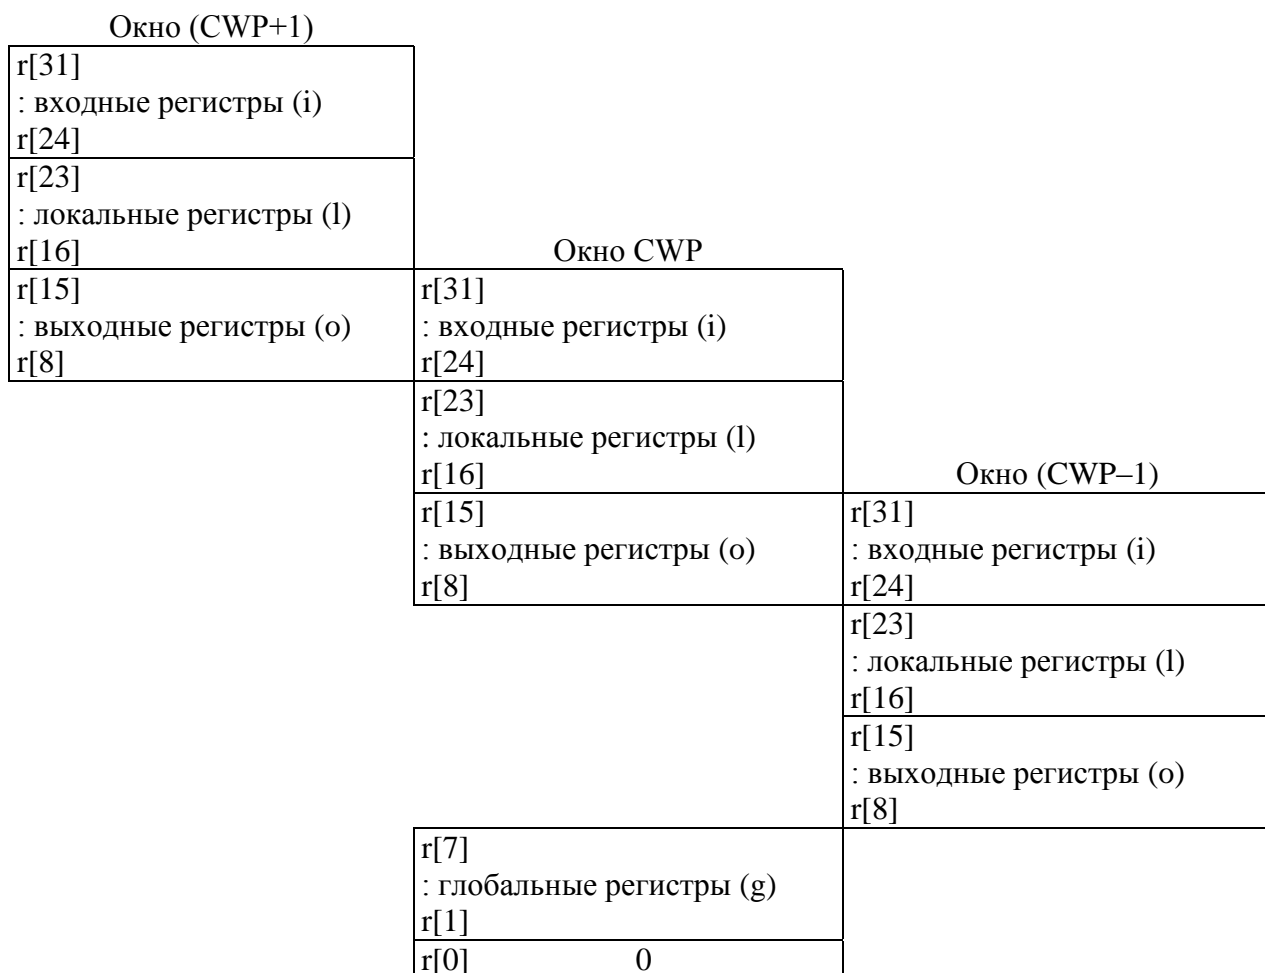 Окно (CWP+1)
r[31]
: входные регистры (i)
r[24]
r[23]
: локальные регистры (l)
r[16]
r[15]
: выходные регистры (o)
r[8]
Окно CWP
r[31]
: входные регистры (i)
r[24]
r[23]
: локальные регистры (l)
r[16]
r[15]
: выходные регистры (o)
r[8]
Окно (CWP–1)
r[31]
: входные регистры (i)
r[24]
r[23]
: локальные регистры (l)
r[16]
r[15]
: выходные регистры (o)
r[8]
r[7]
: глобальные регистры (g)
r[1]
r[0] 0